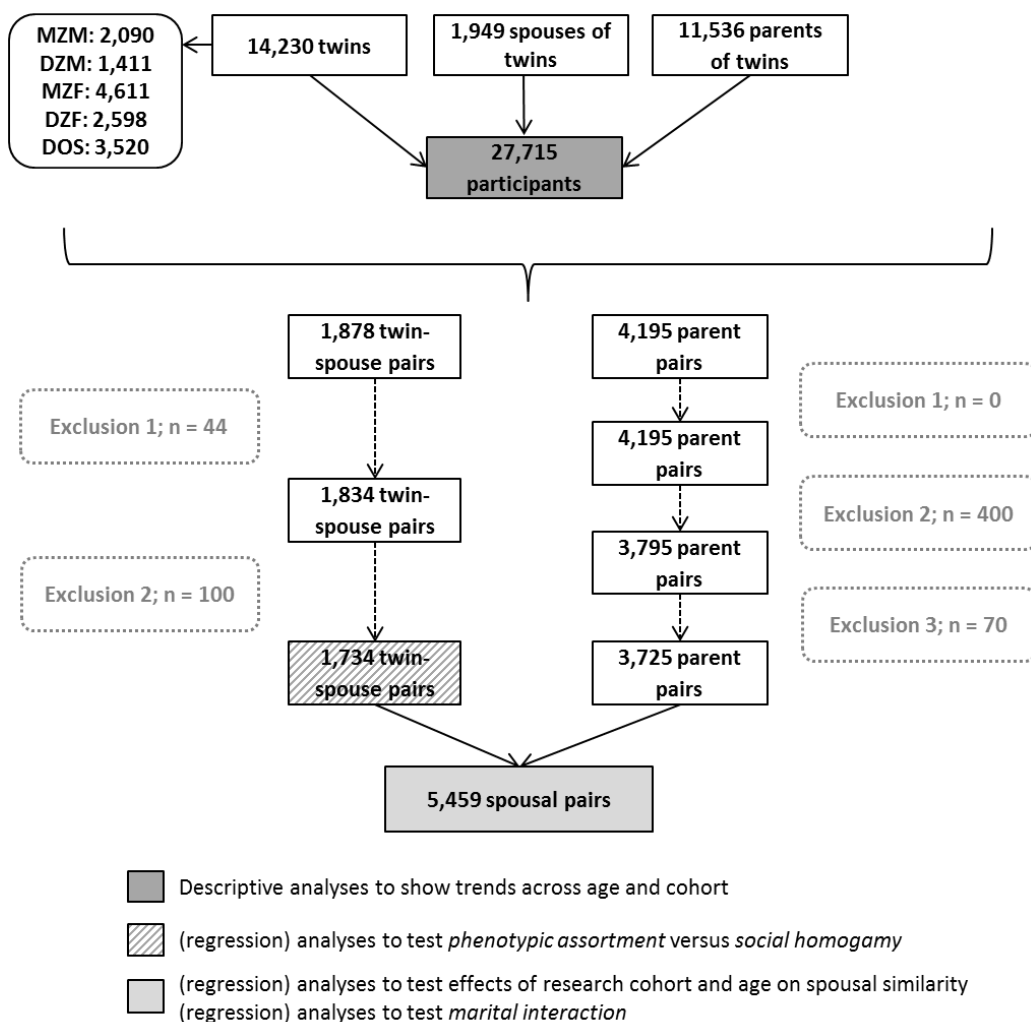 MZM: 2,090
DZM: 1,411
MZF: 4,611
DZF: 2,598
DOS: 3,520
14,230 twins
1,949 spouses of
twins
11,536 parents
of twins
27,715
participants
1,878 twin-
spouse pairs
4,195 parent
pairs
Exclusion 1; n = 44
Exclusion 1; n = 0
4,195 parent
pairs
1,834 twin-
spouse pairs
Exclusion 2; n = 400
3,795 parent
pairs
Exclusion 2; n = 100
Exclusion 3; n = 70
1,734 twin-
spouse pairs
3,725 parent
pairs
5,459 spousal pairs
Descriptive analyses to show trends across age and cohort
(regression) analyses to test phenotypic assortment versus social homogamy
(regression) analyses to test effects of research cohort and age on spousal similarity
(regression) analyses to test marital interaction